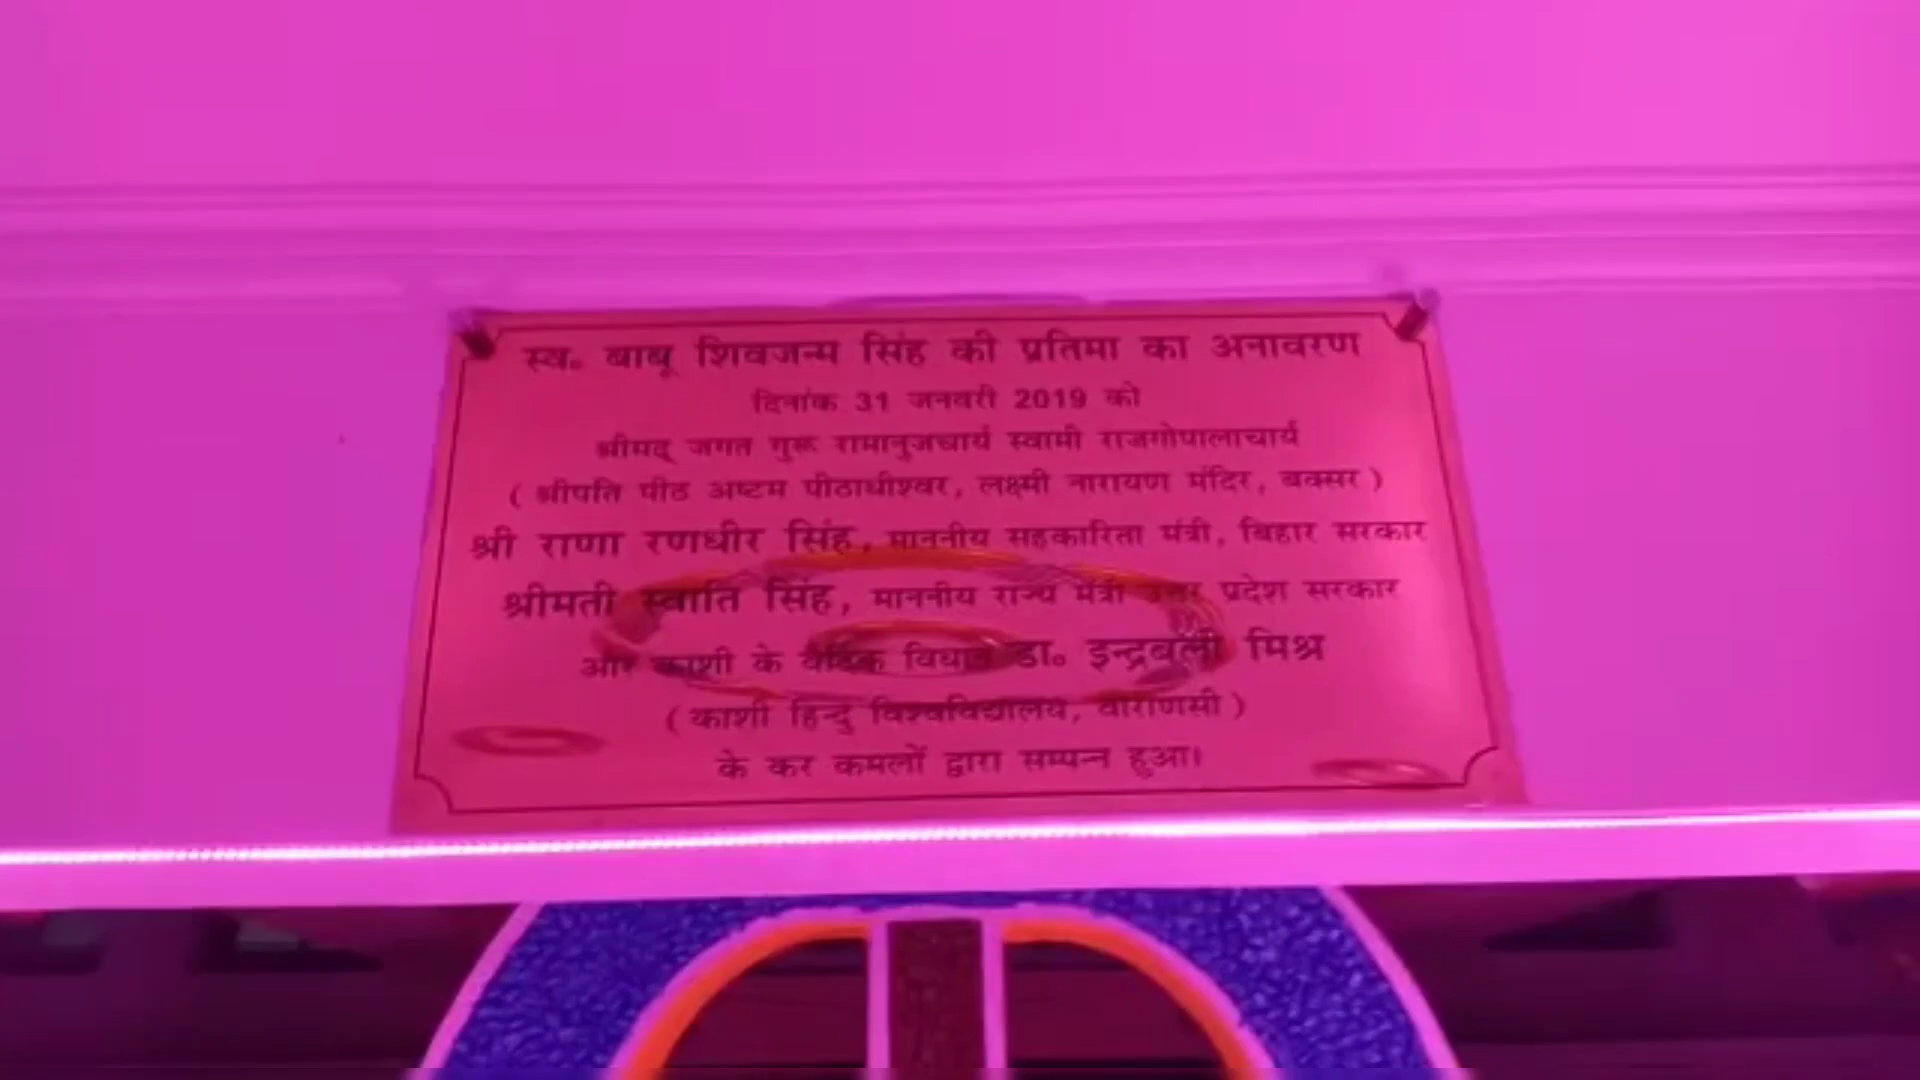 स्व॰ बाबू शिवजन्म सिंह की प्रतिमा का अनावरण
दिनांक 31 जनवरी 2019 को
श्रीमद् जगत गुरू रामानुजचार्य स्वामी राजगोपालाचार्य
( श्रीपति पीठ अष्टम पीठाधीश्वर, लक्ष्मी नारायण मंदिर, बक्सर )
श्री राणा रणधीर सिंह, माननीय सहकारिता मंत्री, बिहार सरकार
श्रीमती स्वाति सिंह, माननीय राज्य मंत्री उत्तर प्रदेश सरकार
और काशी के वैदिक विधान डा॰ इन्द्रबली मिश्र
( काशी हिन्दु विश्वविद्यालय, वाराणसी )
के कर कमलों द्वारा सम्पन्न हुआ।